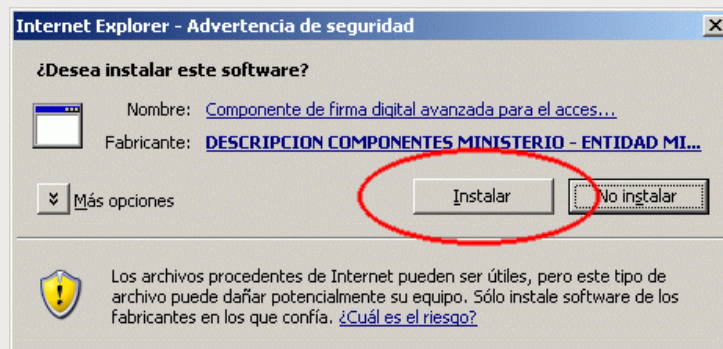 Internet Explorer - Advertencia de seguridad
¿Desea instalar este software?
Nombre: Componente de firma digital avanzada para el acces...
Fabricante: DESCRIPCION COMPONENTES MINISTERIO - ENTIDAD MI...
Más opciones Instalar No instalar
Los archivos procedentes de Internet pueden ser útiles, pero este tipo de
archivo puede dañar potencialmente su equipo. Sólo instale software de los
fabricantes en los que confía. ¿Cuál es el riesgo?